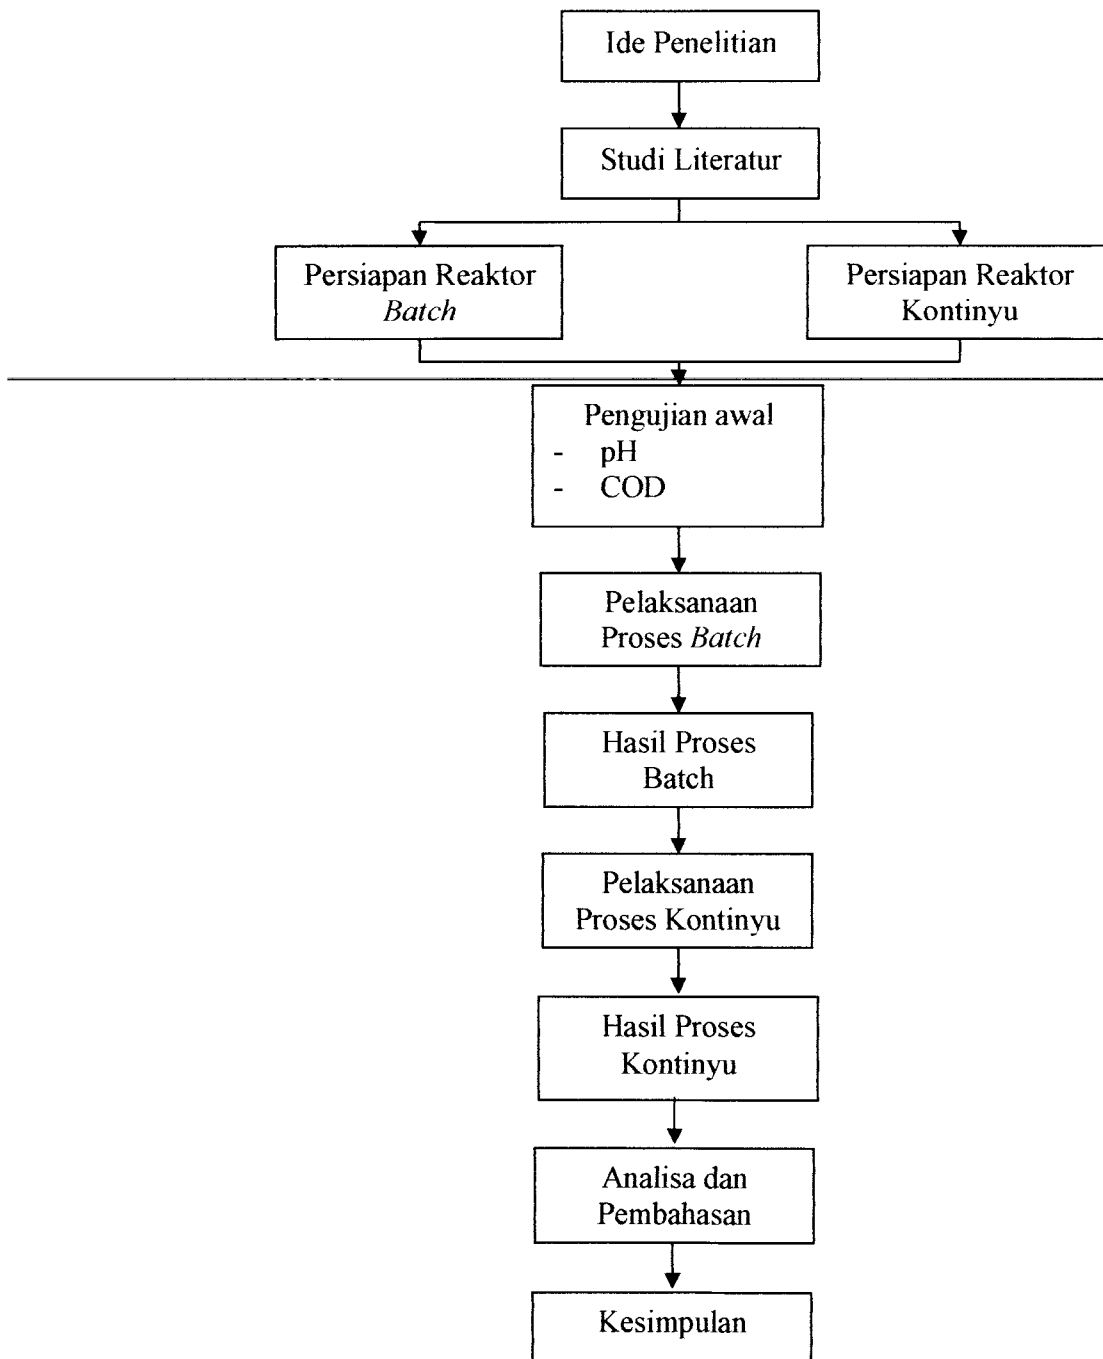 Ide Penelitian
Studi Literatur
Persiapan Reaktor
Batch
Persiapan Reaktor
Kontinyu
Pengujian awal
- pH
- COD
Pelaksanaan
Proses Batch
Hasil Proses
Batch
Pelaksanaan
Proses Kontinyu
Hasil Proses
Kontinyu
Analisa dan
Pembahasan
Kesimpulan